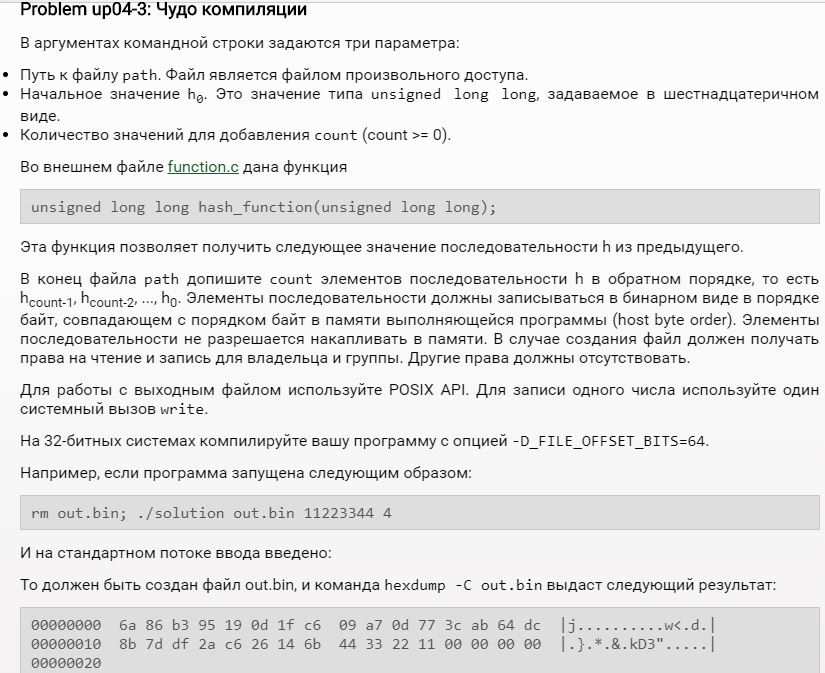 Problem up04-3: Чудо компиляции
В аргументах командной строки задаются три параметра:
• Путь к файлу path. Файл является файлом произвольного доступа.
• Начальное значение h0. Это значение типа unsigned long long, задаваемое в шестнадцатеричном
виде.
• Количество значений для добавления count (count >= 0).
Во внешнем файле function.c дана функция
unsigned long long hash_function(unsigned long long);
Эта функция позволяет получить следующее значение последовательности h из предыдущего.
В конец файла path допишите count элементов последовательности h в обратном порядке, то есть
hcount-1, hcount-2, ..., h0. Элементы последовательности должны записываться в бинарном виде в порядке
байт, совпадающем с порядком байт в памяти выполняющейся программы (host byte order). Элементы
последовательности не разрешается накапливать в памяти. В случае создания файл должен получать
права на чтение и запись для владельца и группы. Другие права должны отсутствовать.
Для работы с выходным файлом используйте POSIX API. Для записи одного числа используйте один
системный вызов write.
На 32-битных системах компилируйте вашу программу с опцией -D_FILE_OFFSET_BITS=64.
Например, если программа запущена следующим образом:
rm out.bin; ./solution out.bin 11223344 4
И на стандартном потоке ввода введено:
То должен быть создан файл out.bin, и команда hexdump -C out.bin выдаст следующий результат:
00000000  6a 86 b3 95 19 0d 1f c6  09 a7 0d 77 3c ab 64 dc  |j..........w<.d.|
00000010  8b 7d df 2a c6 26 14 6b  44 33 22 11 00 00 00 00  |.}.*.&.kD3".....|
00000020